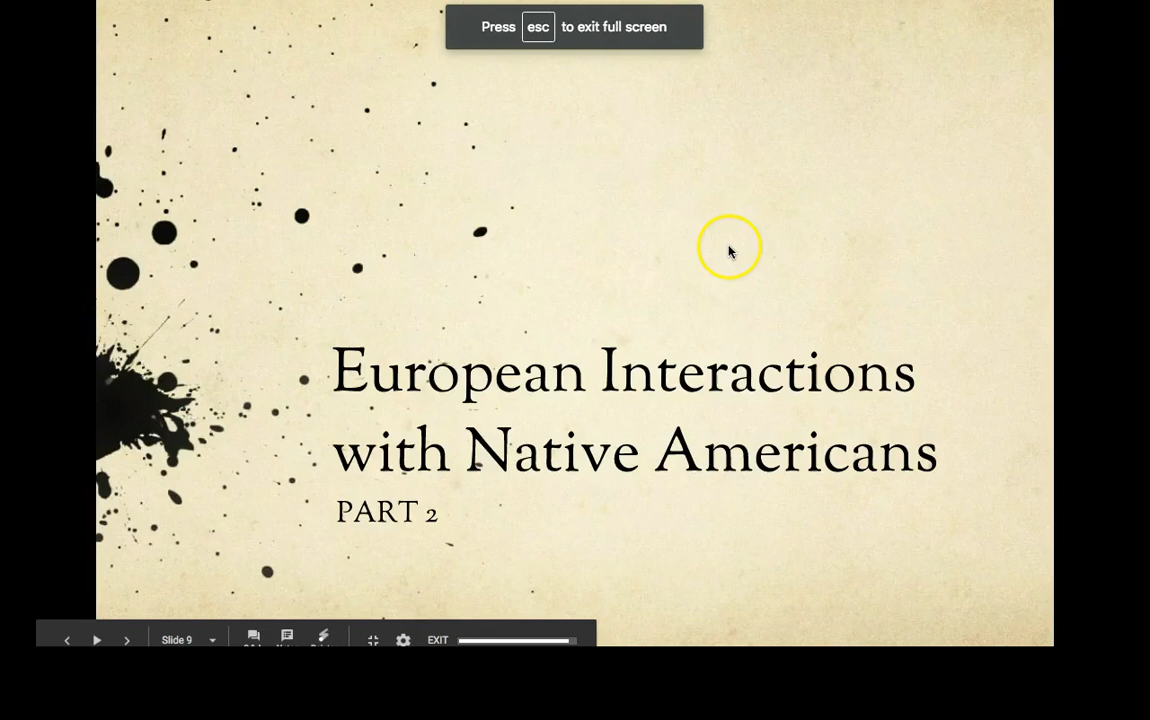 Press esc to exit full screen
European Interactions
with Native Americans
PART 2
Slide 9 EXIT